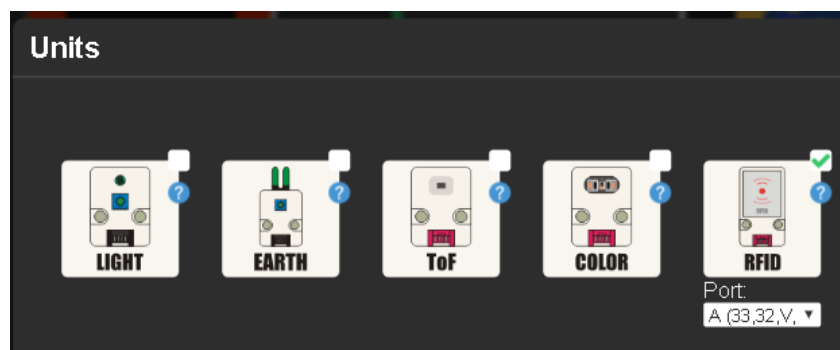 Units
LIGHT
EARTH
ToF
COLOR
RFID
Port:
A (33,32,V,